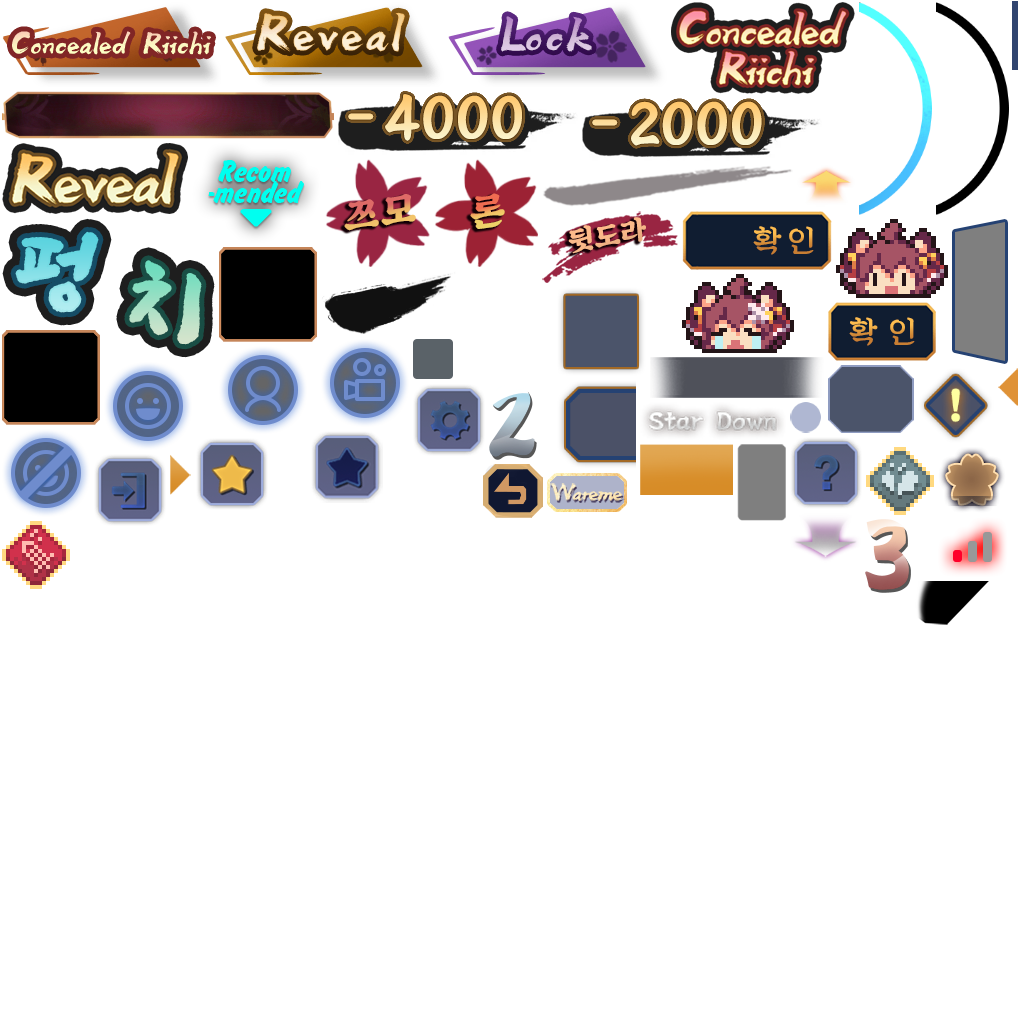 Concealed Riichi
Reveal
Lock
Concealed
Riichi
-4000
-2000
Reveal
Recom
-mended
쯔모
론
뒷도라
확인
펑
치
확인
2
!
Star Down
Wareme
?
3